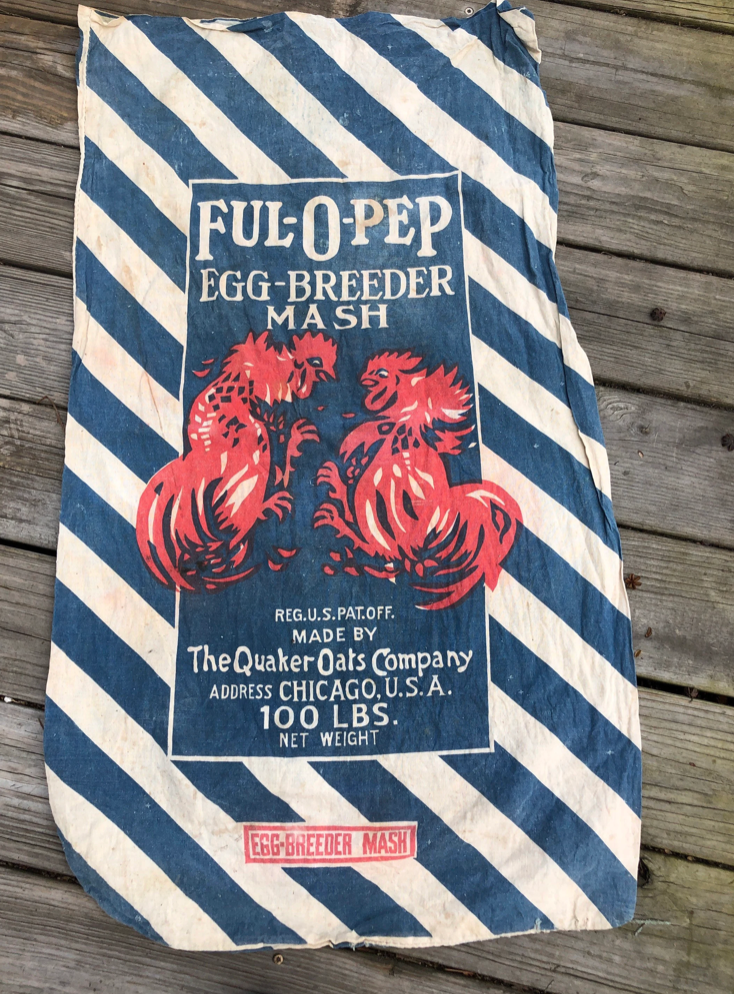 FUL-O-PEP
EGG-BREEDER
MASH
REG.U.S.PAT.OFF.
MADE BY
The Quaker Oats Company
ADDRESS CHICAGO, U.S.A.
100 LBS.
NET WEIGHT
EGG-BREEDER MASH